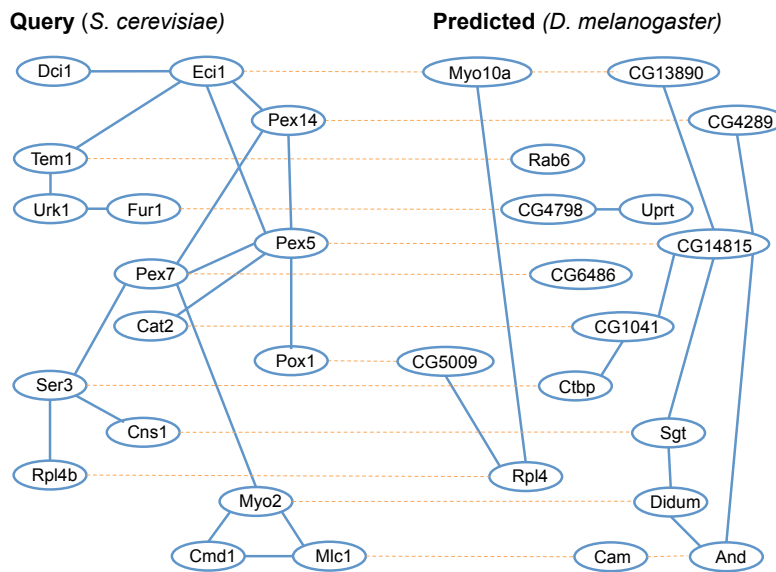 Query (S. cerevisiae) Predicted (D. melanogaster)
Dci1 Eci1 Myo10a CG13890
Pex14 CG4289
Tem1 Rab6
Urk1 Fur1 CG4798 Uprt
Pex5 CG14815
Pex7 CG6486
Cat2 CG1041
Pox1 CG5009
Ser3 Ctbp
Cns1 Sgt
Rpl4b Rpl4
Myo2 Didum
Cmd1 Mlc1 Cam And